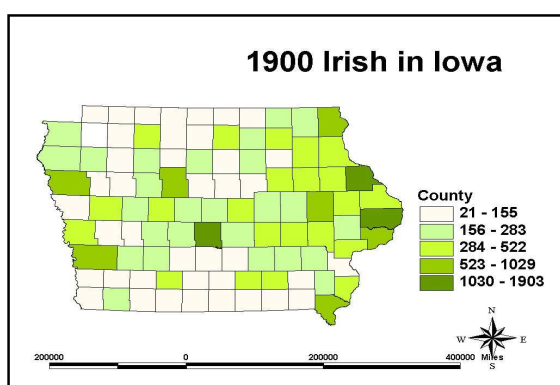 1900 Irish in Iowa
County
21 - 155
156 - 283
284 - 522
523 - 1029
1030 - 1903
N
W E
S
200000 0 200000 400000 Miles